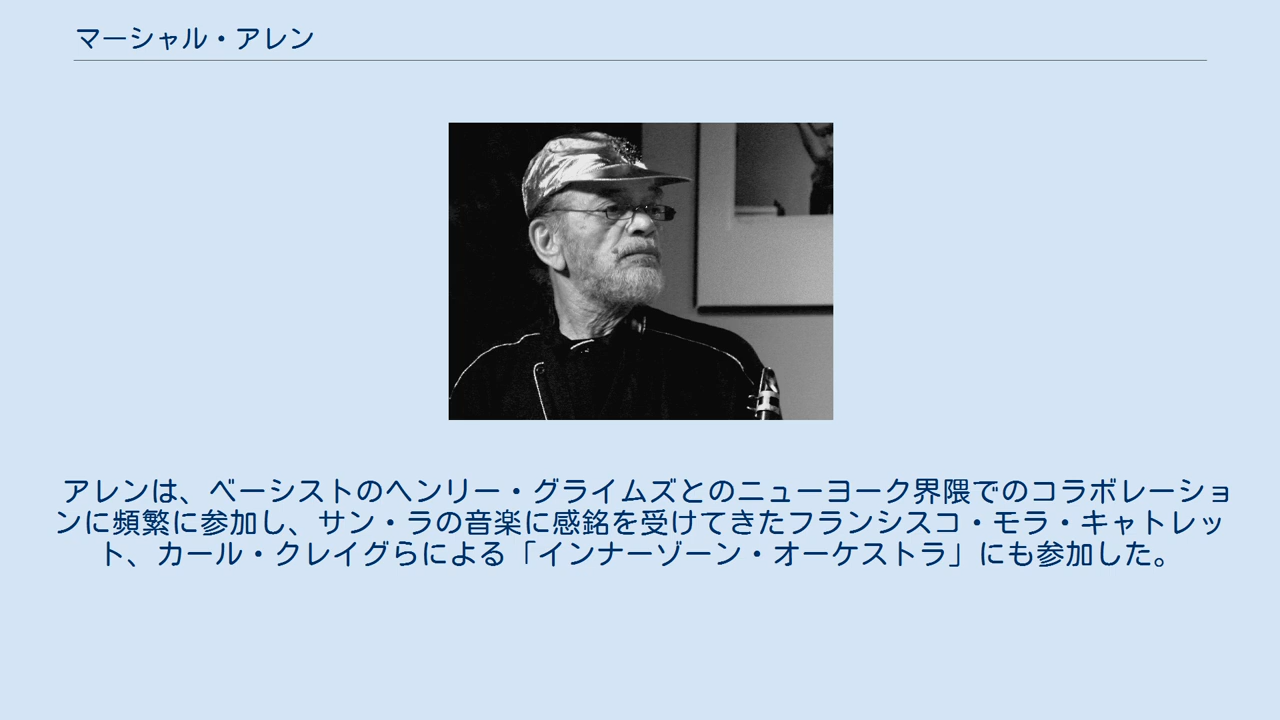 マーシャル・アレン
アレンは、ベーシストのヘンリー・グライムズとのニューヨーク界隈でのコラボレーショ
ンに頻繁に参加し、サン・ラの音楽に感銘を受けてきたフランシスコ・モラ・キャトレッ
ト、カール・クレイグらによる「インナーゾーン・オーケストラ」にも参加した。